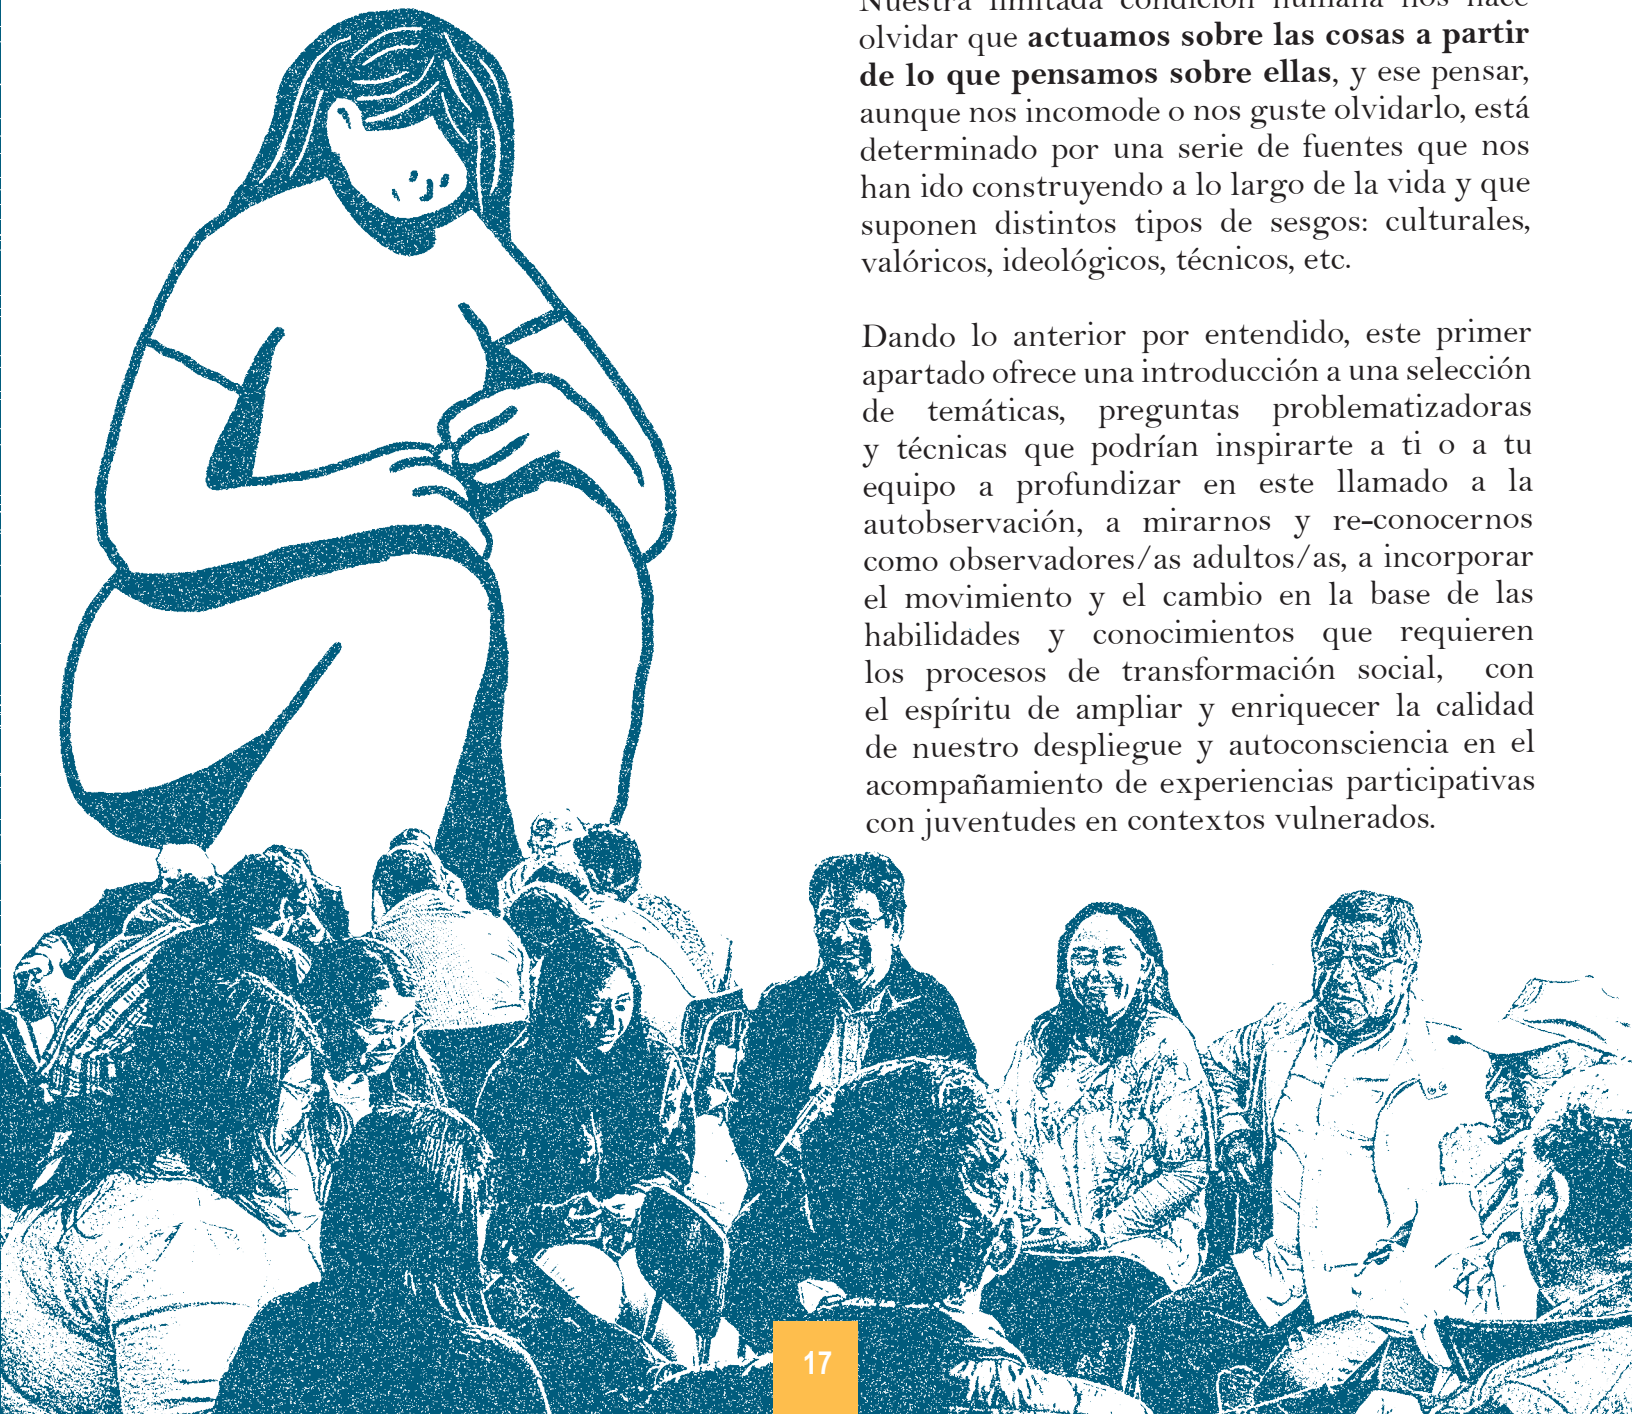 Nuestra limitada condición humana nos hace
olvidar que actuamos sobre las cosas a partir
de lo que pensamos sobre ellas, y ese pensar,
aunque nos incomode o nos guste olvidarlo, está
determinado por una serie de fuentes que nos
han ido construyendo a lo largo de la vida y que
suponen distintos tipos de sesgos: culturales,
valóricos, ideológicos, técnicos, etc.
Dando lo anterior por entendido, este primer
apartado ofrece una introducción a una selección
de temáticas, preguntas problematizadoras
y técnicas que podrían inspirarte a ti o a tu
equipo a profundizar en este llamado a la
autobservación, a mirarnos y re-conocernos
como observadores/as adultos/as, a incorporar
el movimiento y el cambio en la base de las
habilidades y conocimientos que requieren
los procesos de transformación social, con
el espíritu de ampliar y enriquecer la calidad
de nuestro despliegue y autoconsciencia en el
acompañamiento de experiencias participativas
con juventudes en contextos vulnerados.
17